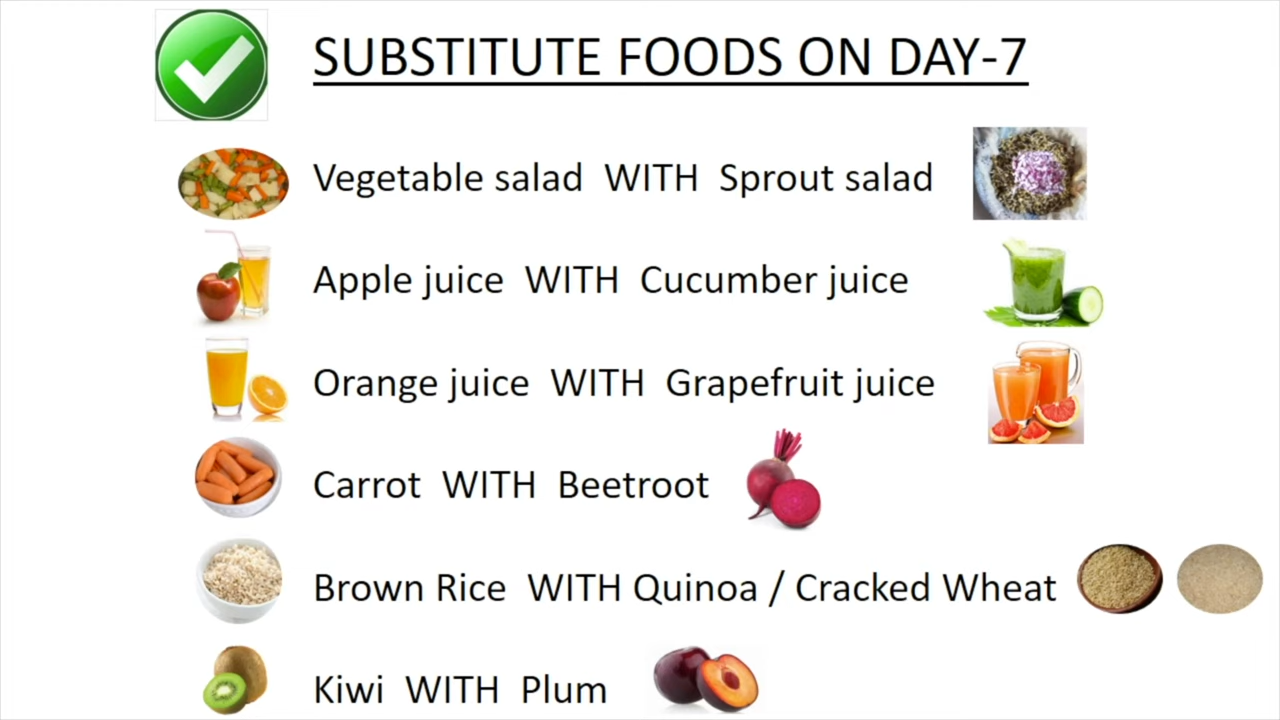 SUBSTITUTE FOODS ON DAY-7
Vegetable salad WITH Sprout salad
Apple juice WITH Cucumber juice
Orange juice WITH Grapefruit juice
Carrot WITH Beetroot
Brown Rice WITH Quinoa / Cracked Wheat
Kiwi WITH Plum